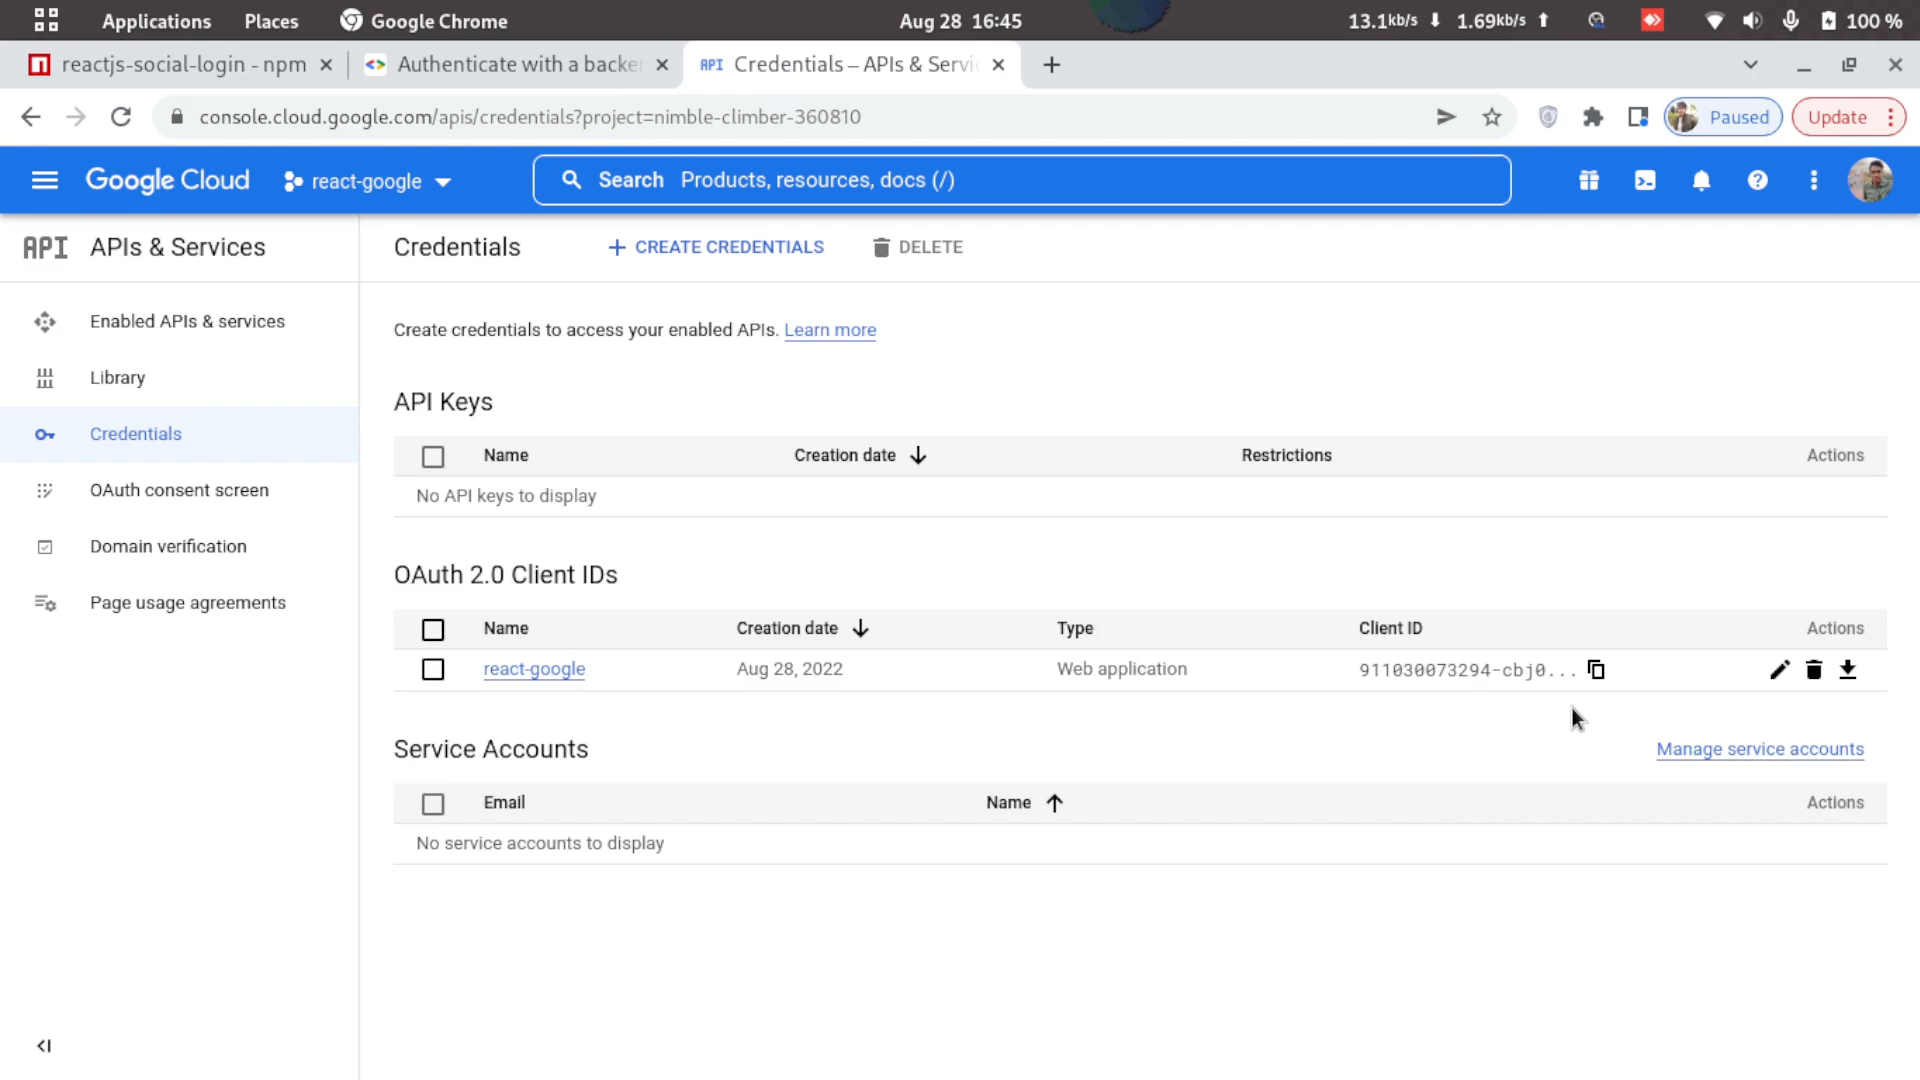 Applications Places Google Chrome Aug 28 16:45 13.1kb/s 1.69kb/s 100 %
reactjs-social-login - npm Authenticate with a backe Credentials – APIs & Servi
console.cloud.google.com/apis/credentials?project=nimble-climber-360810 Paused Update
Google Cloud react-google Search Products, resources, docs (/)
API APIs & Services Credentials + CREATE CREDENTIALS DELETE
Enabled APIs & services
Library
Credentials
OAuth consent screen
Domain verification
Page usage agreements
Create credentials to access your enabled APIs. Learn more
API Keys
Name Creation date Restrictions Actions
No API keys to display
OAuth 2.0 Client IDs
Name Creation date Type Client ID Actions
react-google Aug 28, 2022 Web application 911030073294-cbj0...
Service Accounts Manage service accounts
Email Name Actions
No service accounts to display